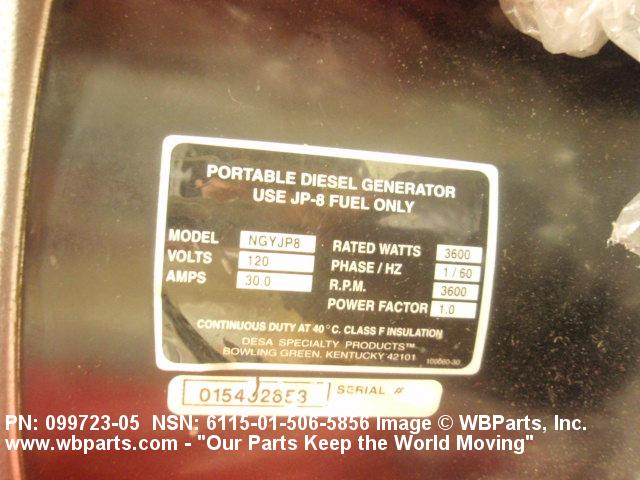 PORTABLE DIESEL GENERATOR
USE JP-8 FUEL ONLY
MODEL NGYJP8
VOLTS 120
AMPS 30.0
RATED WATTS 3600
PHASE / HZ 1 / 60
R.P.M. 3600
POWER FACTOR 1.0
CONTINUOUS DUTY AT 40°C. CLASS F INSULATION
DESA SPECIALTY PRODUCTS™
BOWLING GREEN, KENTUCKY 42101
SERIAL #
PN: 099723-05 NSN: 6115-01-506-5856 Image © WBParts, Inc.
www.wbparts.com - "Our Parts Keep the World Moving"